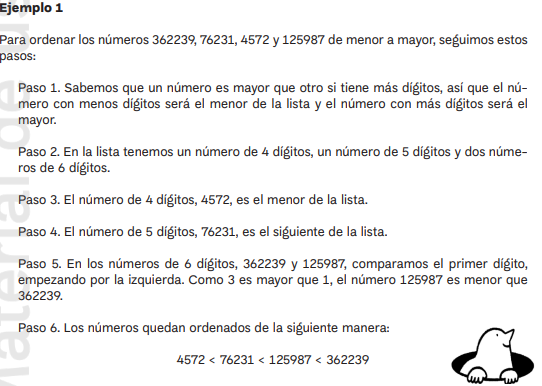 Ejemplo 1
Para ordenar los números 362239, 76231, 4572 y 125987 de menor a mayor, seguimos estos
pasos:
Paso 1. Sabemos que un número es mayor que otro si tiene más dígitos, así que el nú-
mero con menos dígitos será el menor de la lista y el número con más dígitos será el
mayor.
Paso 2. En la lista tenemos un número de 4 dígitos, un número de 5 dígitos y dos núme-
ros de 6 dígitos.
Paso 3. El número de 4 dígitos, 4572, es el menor de la lista.
Paso 4. El número de 5 dígitos, 76231, es el siguiente de la lista.
Paso 5. En los números de 6 dígitos, 362239 y 125987, comparamos el primer dígito,
empezando por la izquierda. Como 3 es mayor que 1, el número 125987 es menor que
362239.
Paso 6. Los números quedan ordenados de la siguiente manera:
4572 < 76231 < 125987 < 362239
Material de